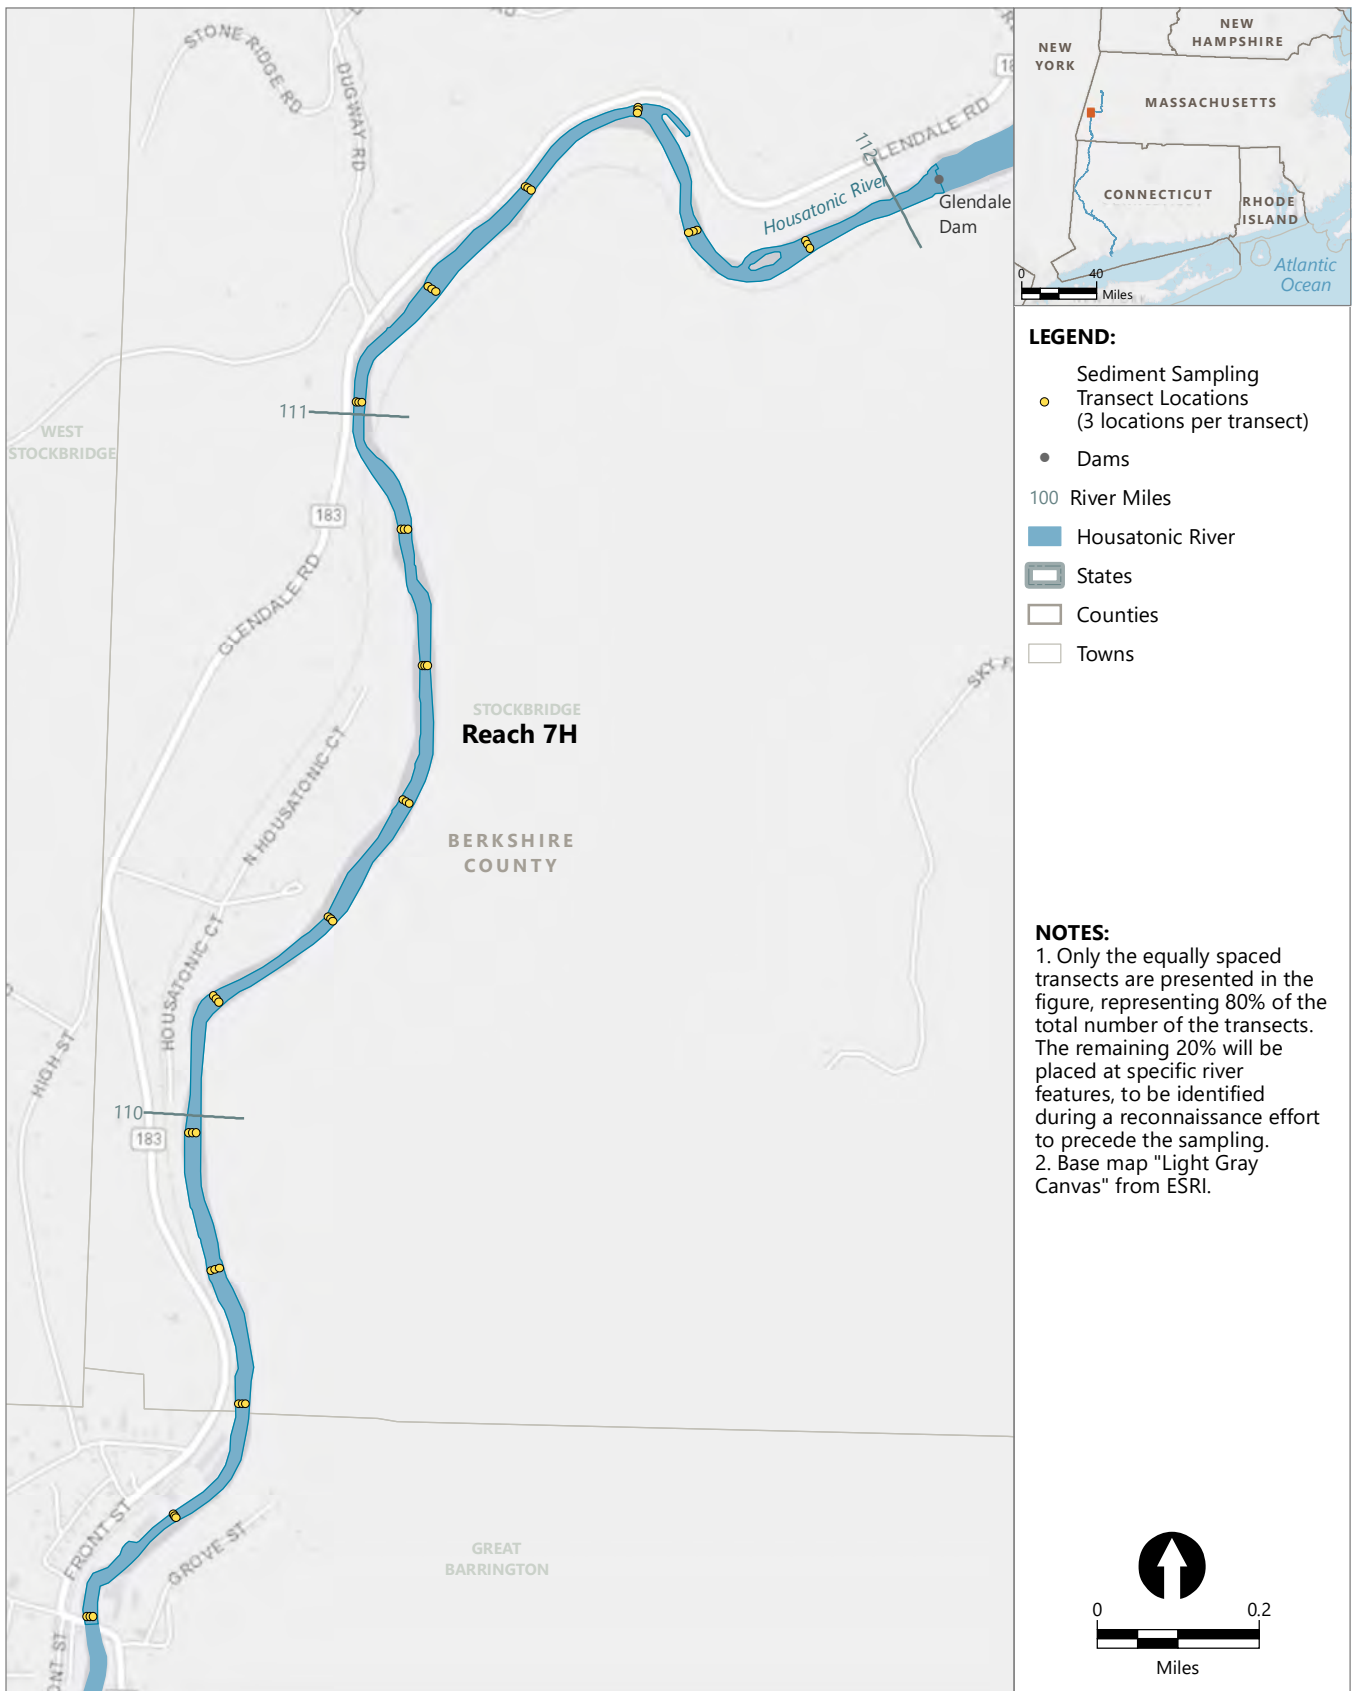 STONE RIDGE RD
DUGWAY RD
GLENDALE RD
112
Housatonic River
Glendale
Dam
111
WEST
STOCKBRIDGE
183
GLENDALE RD
STOCKBRIDGE
Reach 7H
N HOUSATONIC CT
BERKSHIRE
COUNTY
HOUSATONIC CT
HIGH ST
110
183
FRONT ST
GROVE ST
GREAT
BARRINGTON
NEW
YORK
NEW
HAMPSHIRE
MASSACHUSETTS
CONNECTICUT
RHODE
ISLAND
Atlantic
Ocean
0 40
Miles
LEGEND:
Sediment Sampling
Transect Locations
(3 locations per transect)
Dams
100 River Miles
Housatonic River
States
Counties
Towns
NOTES:
1. Only the equally spaced
transects are presented in the
figure, representing 80% of the
total number of the transects.
The remaining 20% will be
placed at specific river
features, to be identified
during a reconnaissance effort
to precede the sampling.
2. Base map "Light Gray
Canvas" from ESRI.
0 0.2
Miles